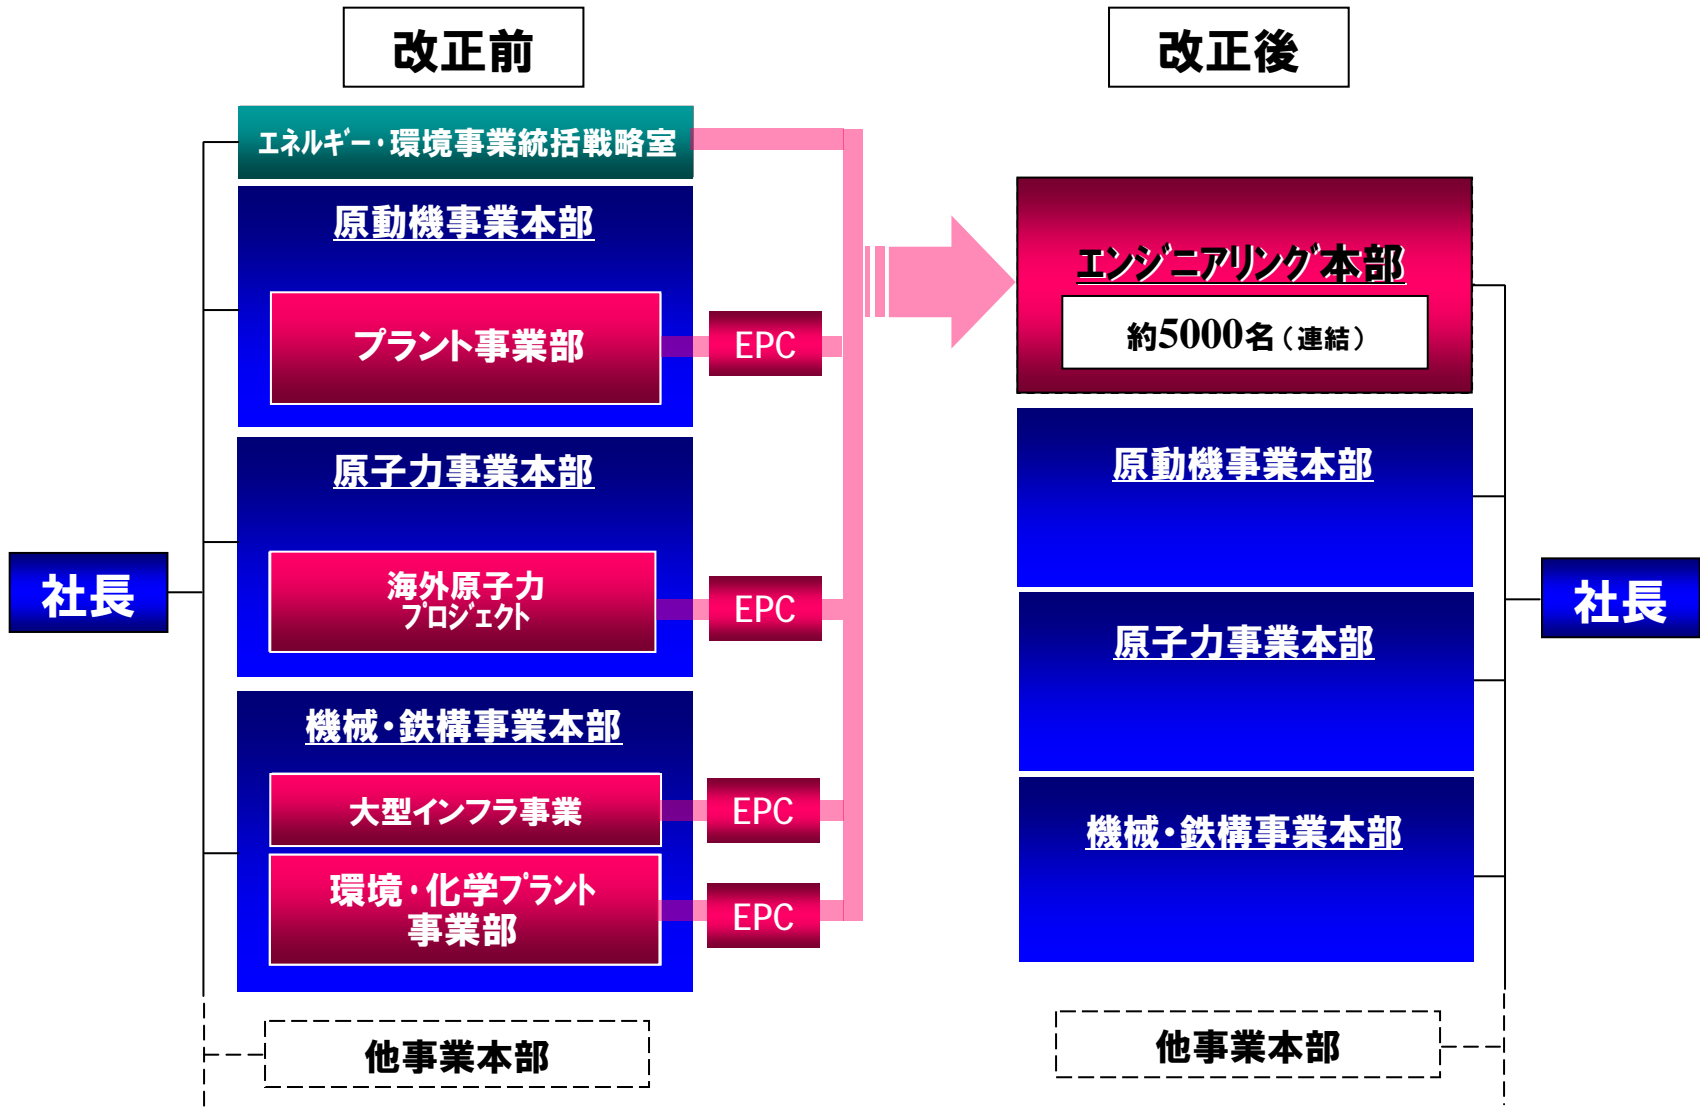 改正前
エネルギー・環境事業統括戦略室
原動機事業本部
プラント事業部
EPC
原子力事業本部
海外原子力
プロジェクト
EPC
社長
機械・鉄構事業本部
大型インフラ事業
EPC
環境・化学プラント
事業部
EPC
他事業本部
改正後
エンジニアリング本部
約5000名（連結）
原動機事業本部
原子力事業本部
社長
機械・鉄構事業本部
他事業本部